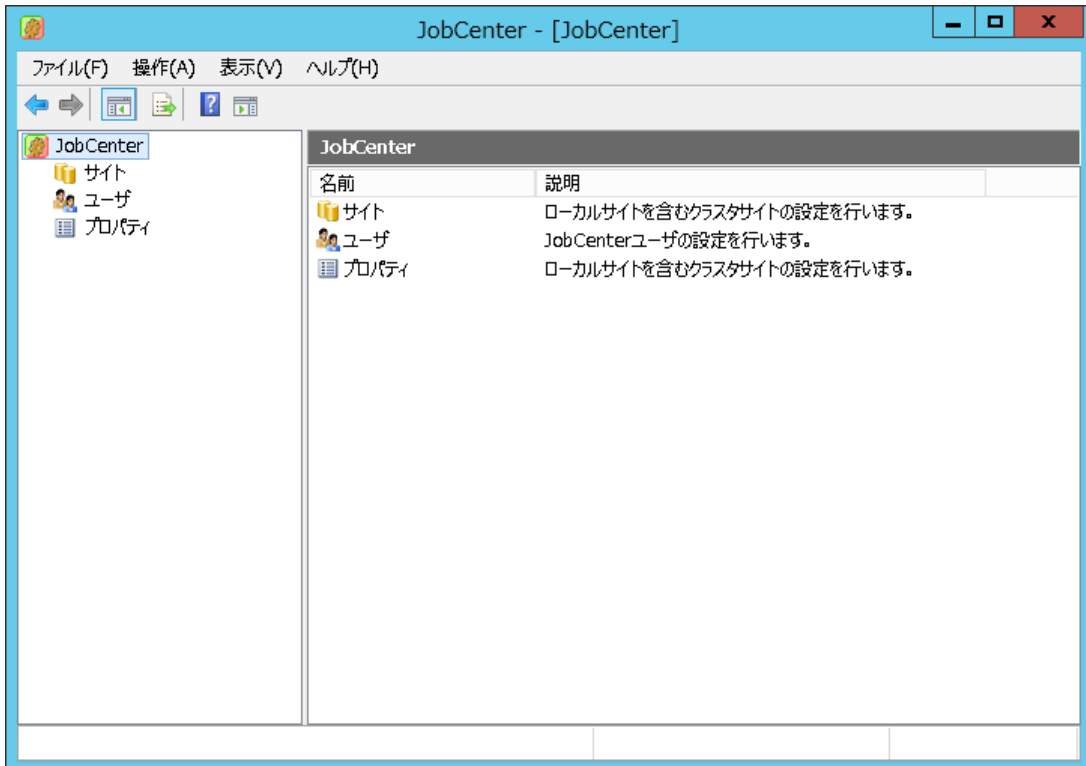 JobCenter - [JobCenter]
ファイル(F) 操作(A) 表示(V) ヘルプ(H)
JobCenter
サイト
ユーザ
プロパティ
JobCenter
名前 説明
サイト ローカルサイトを含むクラスタサイトの設定を行います。
ユーザ JobCenterユーザの設定を行います。
プロパティ ローカルサイトを含むクラスタサイトの設定を行います。